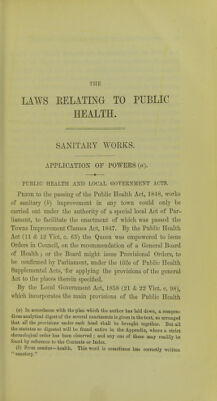 THE
LAWS RELATING TO PUBLIC
HEALTH.
SANITARY WORKS.
APPLICATION OF POWERS (a).
PUBLIC HEALTH AND LOCAL GOVERNMENT ACTS.
Prior to the passing of the Public Health Act, 1848, works
of sanitary (b) improvement in any town could only be
carried out under the authority of a special local Act of Par-
liament, to facilitate the enactment of which was passed the
Towns Improvement Clauses Act, 1847. By the Public Health
Act (11 & 12 Vict. c. 63) the Queen was empowered to issue
Orders in Council, on the recommendation of a General Board
of Health; or the Board might issue Provisional Orders, to
be confirmed by Parliament, under the title of Public Health
Supplemental Acts, for applying the provisions of the general
Act to the places therein specified.
By the Local Government Act, 1858 (21 & 22 Vict. c. 98),
which incorporates the main provisions of the Public Health
(a) In accordance with the plan which the author has laid down, a compen-
dious analytical digest of the several enactments is given in the text, so arranged
that all the provisions under each head shall be brought together. But all
the statutes so digested will be found entire in the Appendix, where a strict
chronological order has been observed; and any one of them may readily be
found by reference to the Contents or Index.
(b) From sanitas—health. This word is sometimes less correctly written
"sanatory."